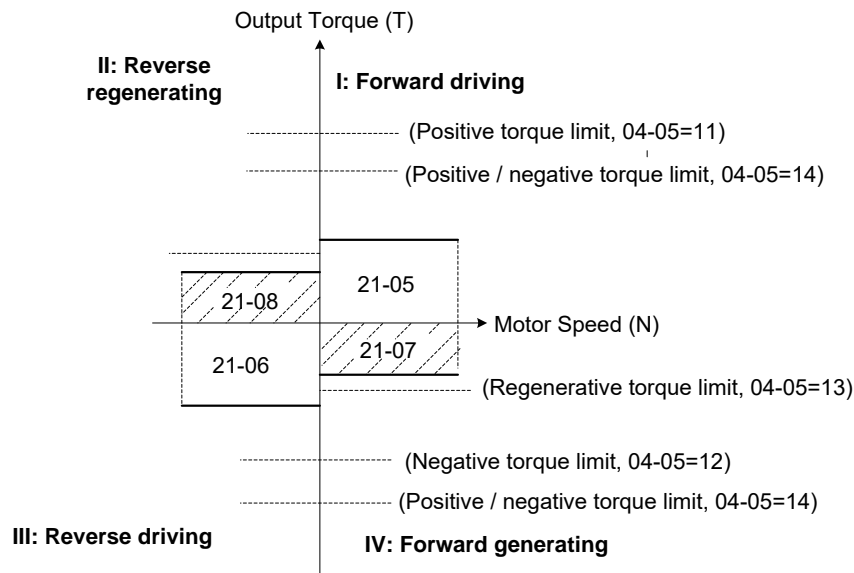 Output Torque (T)
II: Reverse
regenerating
I: Forward driving
(Positive torque limit, 04-05=11)
(Positive / negative torque limit, 04-05=14)
21-08
21-05
Motor Speed (N)
21-06
21-07
(Regenerative torque limit, 04-05=13)
(Negative torque limit, 04-05=12)
(Positive / negative torque limit, 04-05=14)
III: Reverse driving
IV: Forward generating